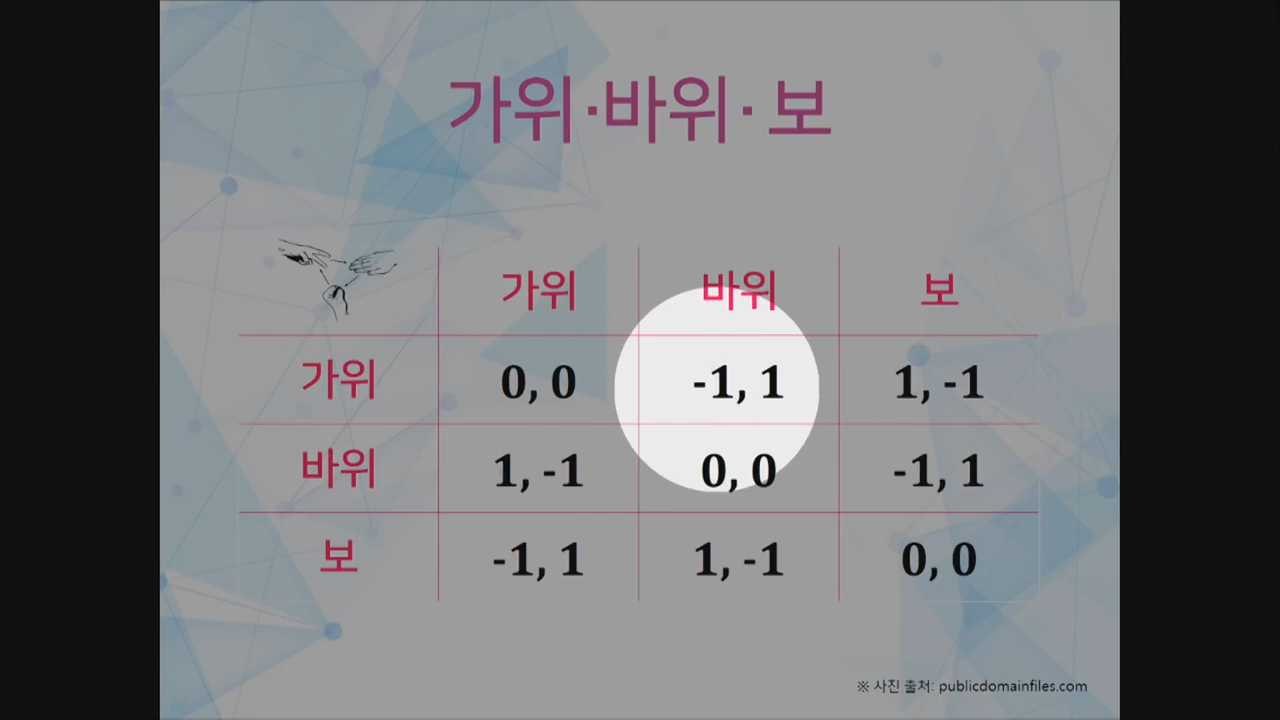 가위·바위·보
가위 바위 보
가위 0, 0 -1, 1 1, -1
바위 1, -1 0, 0 -1, 1
보 -1, 1 1, -1 0, 0
※ 사진 출처: publicdomainfiles.com